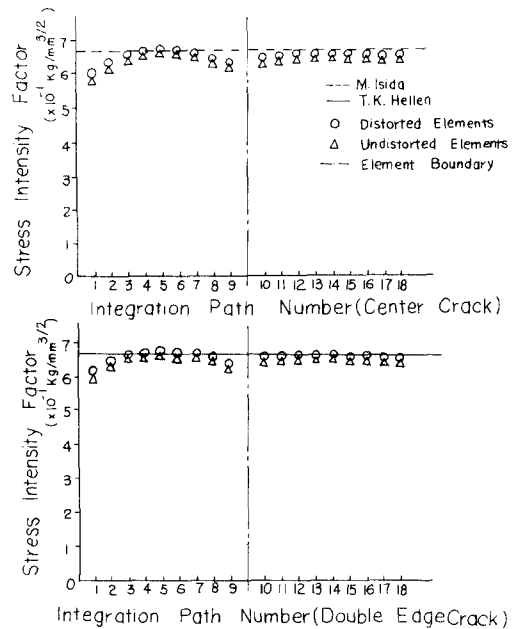 Stress Intensity Factor
(x10⁻¹ Kg/mm^3/2)
7
6
5
4
3
2
1
0
--- M. Isida
— T.K. Hellen
○ Distorted Elements
△ Undistorted Elements
—-— Element Boundary
1 2 3 4 5 6 7 8 9 10 11 12 13 14 15 16 17 18
Integration Path Number(Center Crack)
Stress Intensity Factor
(x10⁻¹ Kg/mm^3/2)
7
6
5
4
3
2
1
0
1 2 3 4 5 6 7 8 9 10 11 12 13 14 15 16 17 18
Integration Path Number(Double Edge Crack)